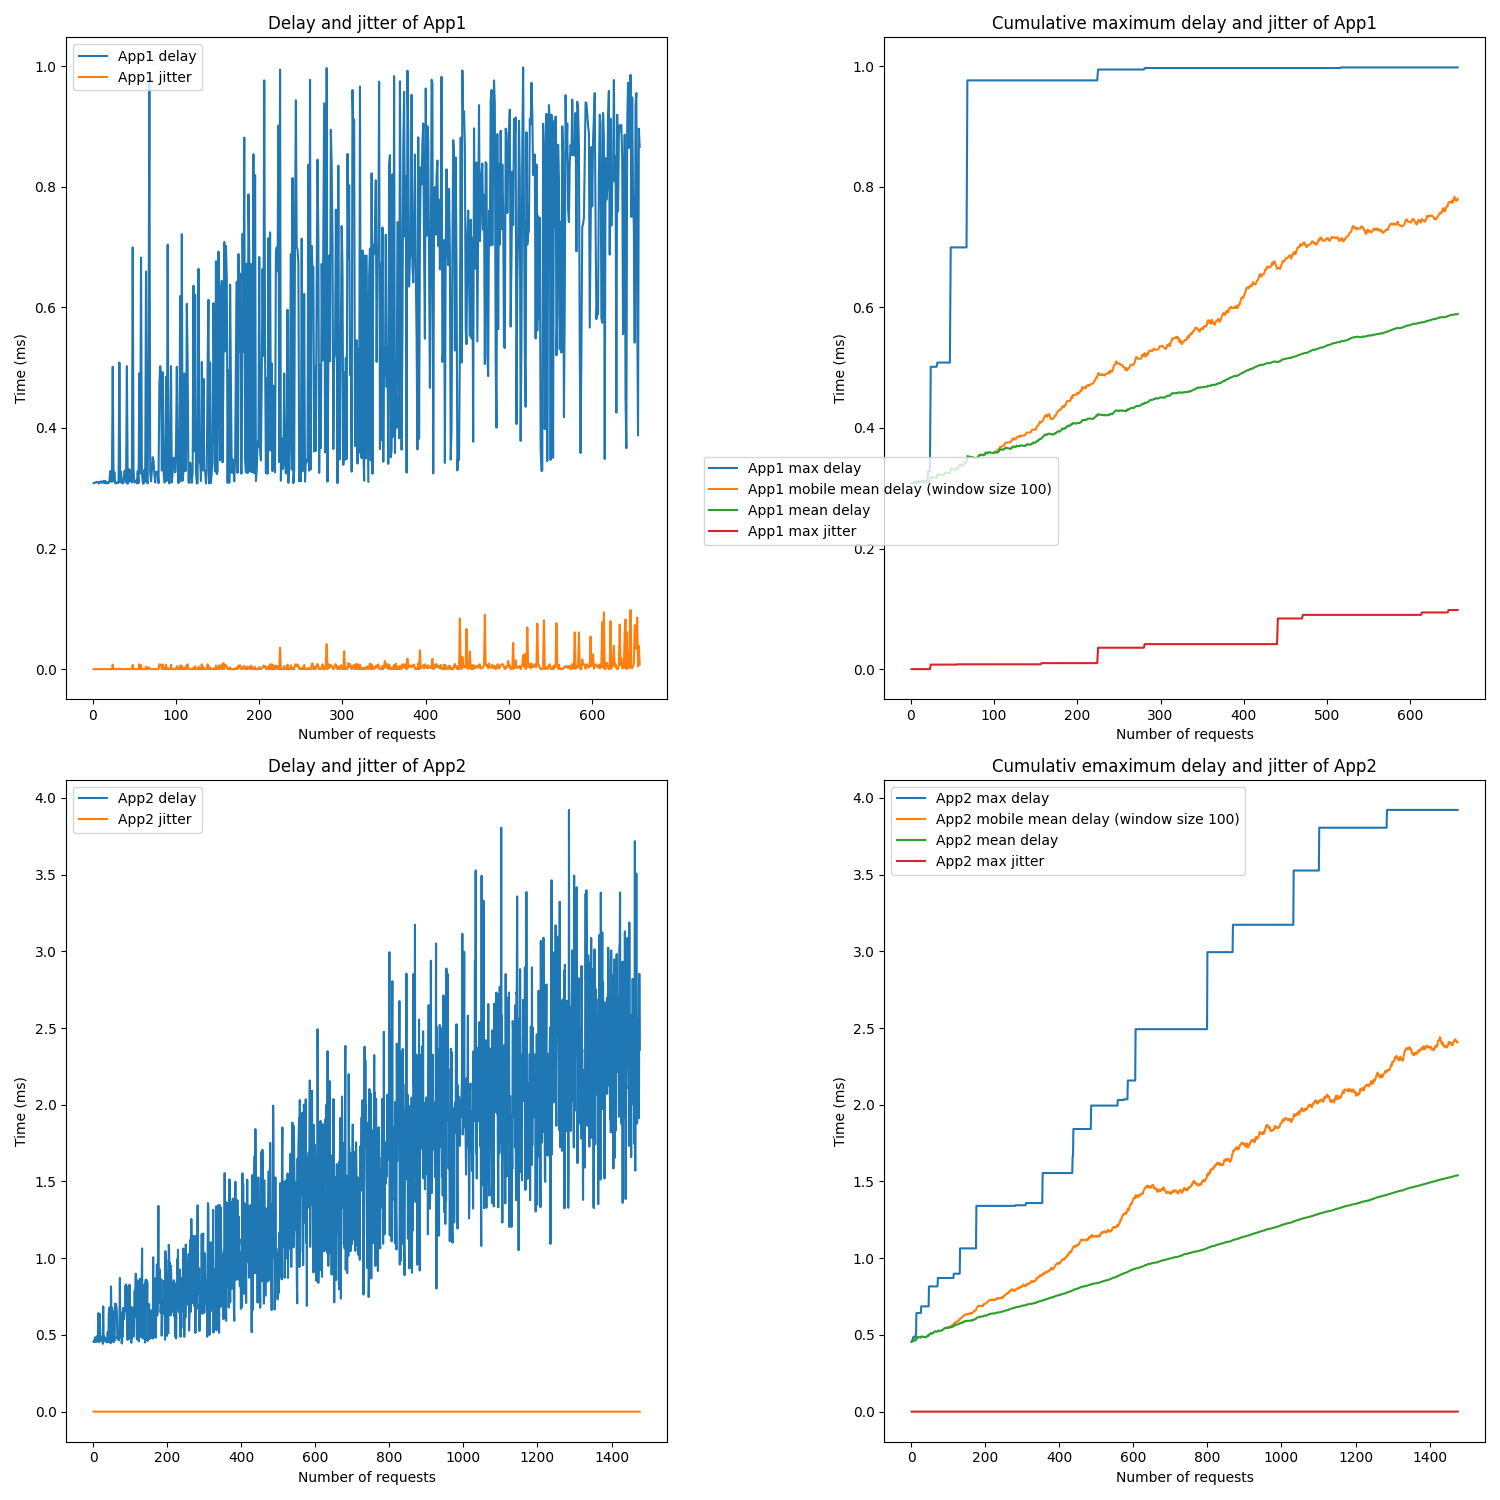 Delay and jitter of App1
App1 delay
App1 jitter
Time (ms)
1.0
0.8
0.6
0.4
0.2
0.0
0 100 200 300 400 500 600
Number of requests
Cumulative maximum delay and jitter of App1
Time (ms)
1.0
0.8
0.6
0.4
0.2
0.0
App1 max delay
App1 mobile mean delay (window size 100)
App1 mean delay
App1 max jitter
0 100 200 300 400 500 600
Number of requests
Delay and jitter of App2
App2 delay
App2 jitter
Time (ms)
4.0
3.5
3.0
2.5
2.0
1.5
1.0
0.5
0.0
0 200 400 600 800 1000 1200 1400
Number of requests
Cumulativ emaximum delay and jitter of App2
App2 max delay
App2 mobile mean delay (window size 100)
App2 mean delay
App2 max jitter
Time (ms)
4.0
3.5
3.0
2.5
2.0
1.5
1.0
0.5
0.0
0 200 400 600 800 1000 1200 1400
Number of requests